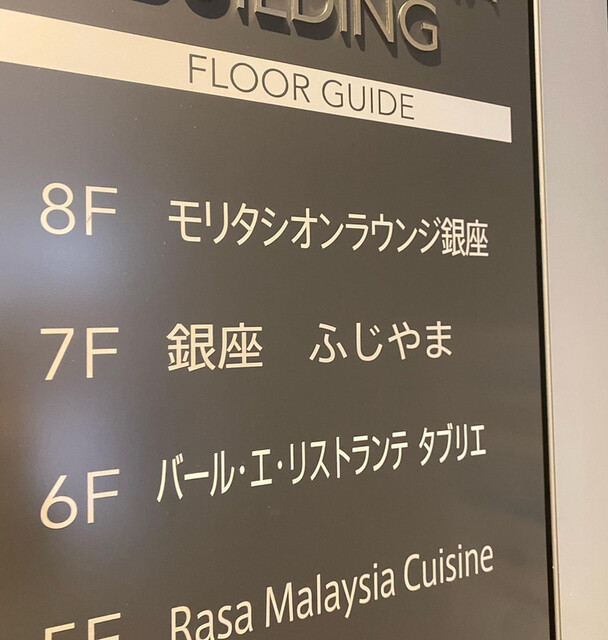 BUILDING
FLOOR GUIDE
8F モリタシオンラウンジ銀座
7F 銀座 ふじやま
6F バール・エ・リストランテ タブリエ
5F Rasa Malaysia Cuisine